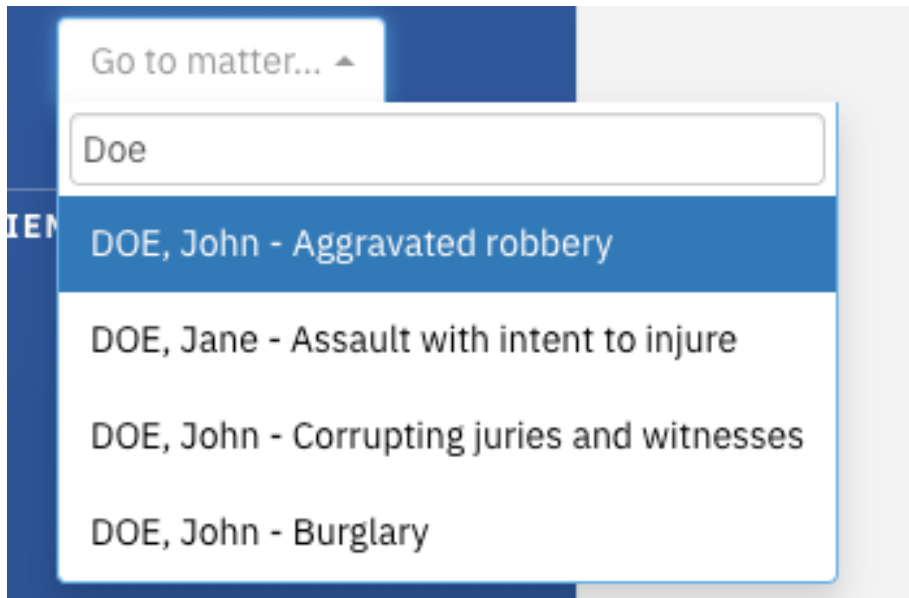 Go to matter...
Doe
IEN
DOE, John - Aggravated robbery
DOE, Jane - Assault with intent to injure
DOE, John - Corrupting juries and witnesses
DOE, John - Burglary